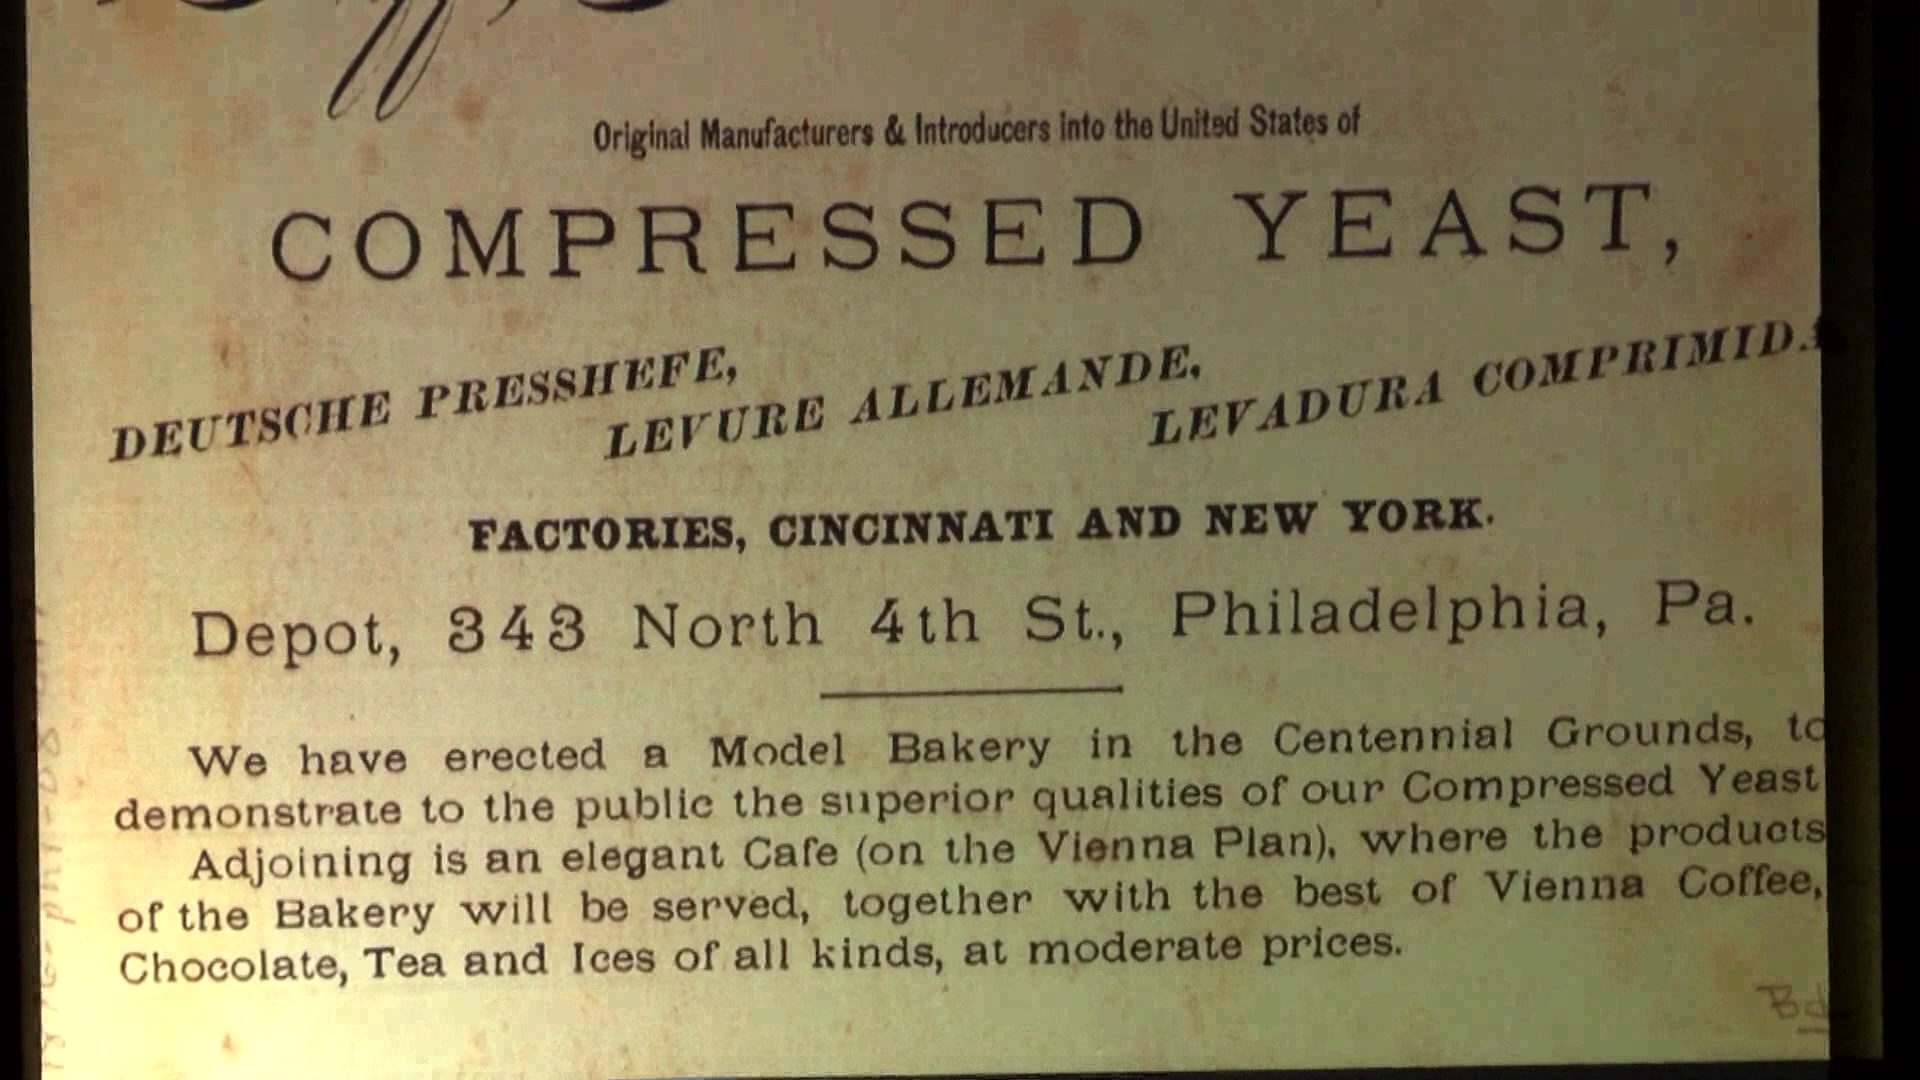 Original Manufacturers & Introducers into the United States of
COMPRESSED YEAST,
DEUTSCHE PRESSHEFE,
LEVURE ALLEMANDE,
LEVADURA COMPRIMIDA
FACTORIES, CINCINNATI AND NEW YORK.
Depot, 343 North 4th St., Philadelphia, Pa.
We have erected a Model Bakery in the Centennial Grounds, to
demonstrate to the public the superior qualities of our Compressed Yeast
Adjoining is an elegant Cafe (on the Vienna Plan), where the products
of the Bakery will be served, together with the best of Vienna Coffee,
Chocolate, Tea and Ices of all kinds, at moderate prices.